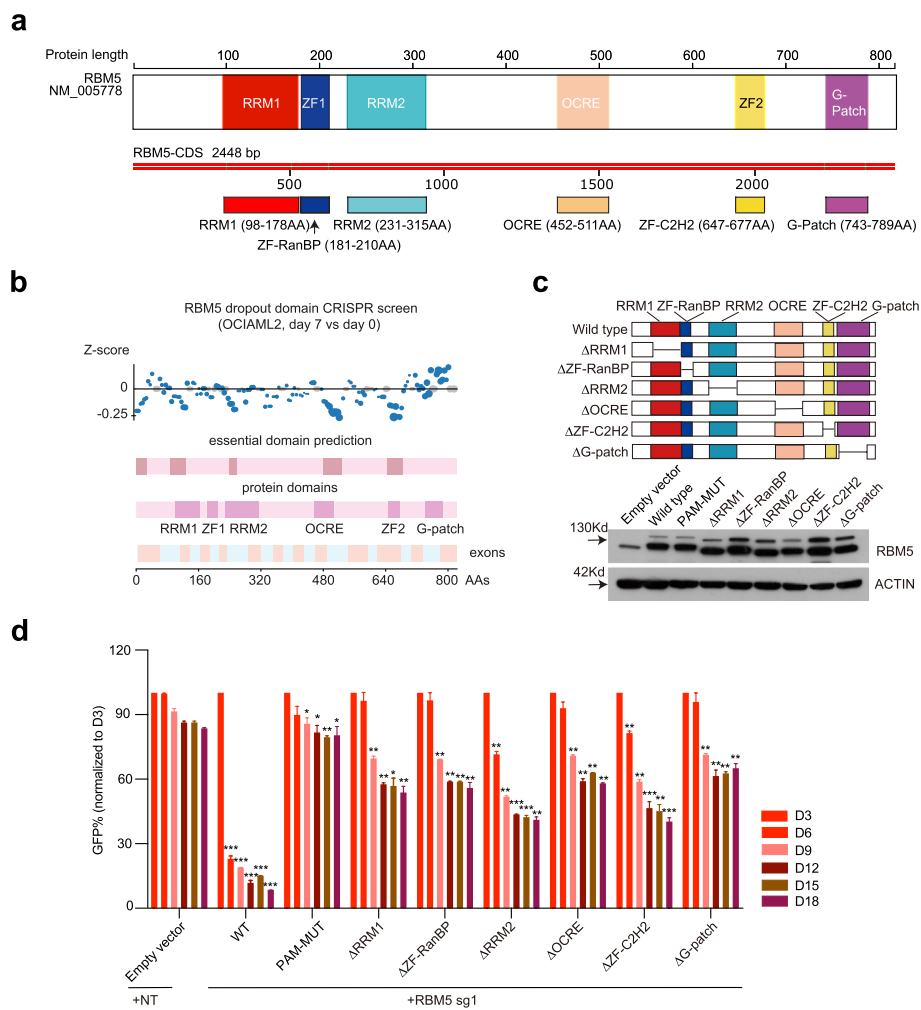 a
Protein length
100 200 300 400 500 600 700 800
RBM5
NM_005778
RRM1 ZF1 RRM2 OCRE ZF2 G-
Patch
RBM5-CDS 2448 bp
500 1000 1500 2000
RRM1 (98-178AA) RRM2 (231-315AA) OCRE (452-511AA) ZF-C2H2 (647-677AA) G-Patch (743-789AA)
ZF-RanBP (181-210AA)
b
RBM5 dropout domain CRISPR screen
(OCIAML2, day 7 vs day 0)
Z-score
0
-0.25
essential domain prediction
protein domains
RRM1 ZF1 RRM2 OCRE ZF2 G-patch
exons
0 160 320 480 640 800 AAs
c
RRM1 ZF-RanBP RRM2 OCRE ZF-C2H2 G-patch
Wild type
ΔRRM1
ΔZF-RanBP
ΔRRM2
ΔOCRE
ΔZF-C2H2
ΔG-patch
Empty vector Wild type PAM-MUT ΔRRM1 ΔZF-RanBP ΔRRM2 ΔOCRE ΔZF-C2H2 ΔG-patch
130Kd
RBM5
42Kd
ACTIN
d
GFP% (normalized to D3)
120
90
60
30
0
*** *** *** *** ***
* * ** *
** ** * **
** ** ** **
** ** *** *** **
** ** ** **
** ** *** ** ***
** ** ** **
D3
D6
D9
D12
D15
D18
Empty vector WT PAM-MUT ΔRRM1 ΔZF-RanBP ΔRRM2 ΔOCRE ΔZF-C2H2 ΔG-patch
+NT +RBM5 sg1